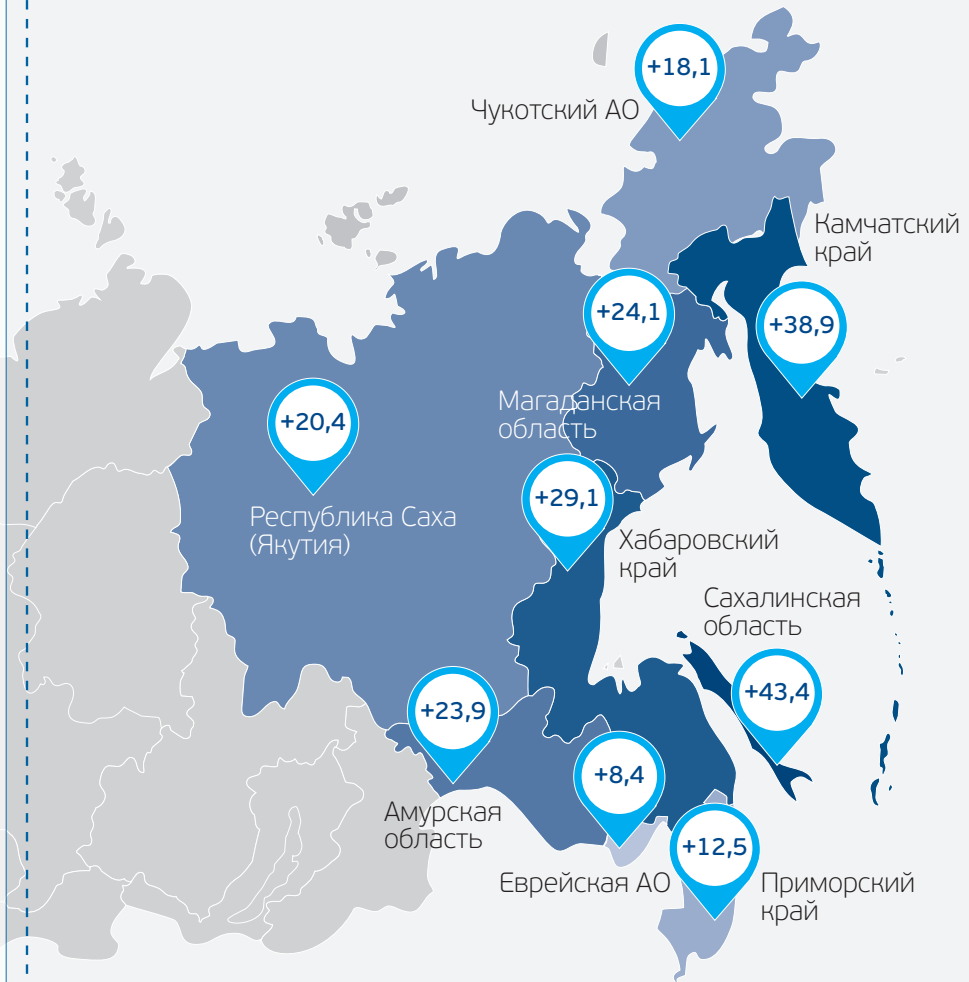 +18,1
Чукотский АО
Камчатский
край
+24,1
+38,9
Магаданская
область
+20,4
Республика Саха
(Якутия)
+29,1
Хабаровский
край
Сахалинская
область
+43,4
+23,9
Амурская
область
+8,4
Еврейская АО
+12,5
Приморский
край